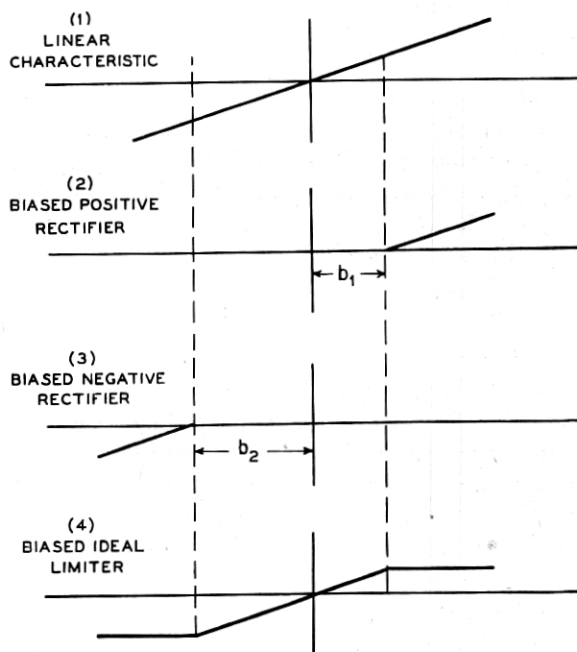 (1)
LINEAR
CHARACTERISTIC
(2)
BIASED POSITIVE
RECTIFIER
b1
(3)
BIASED NEGATIVE
RECTIFIER
b2
(4)
BIASED IDEAL
LIMITER